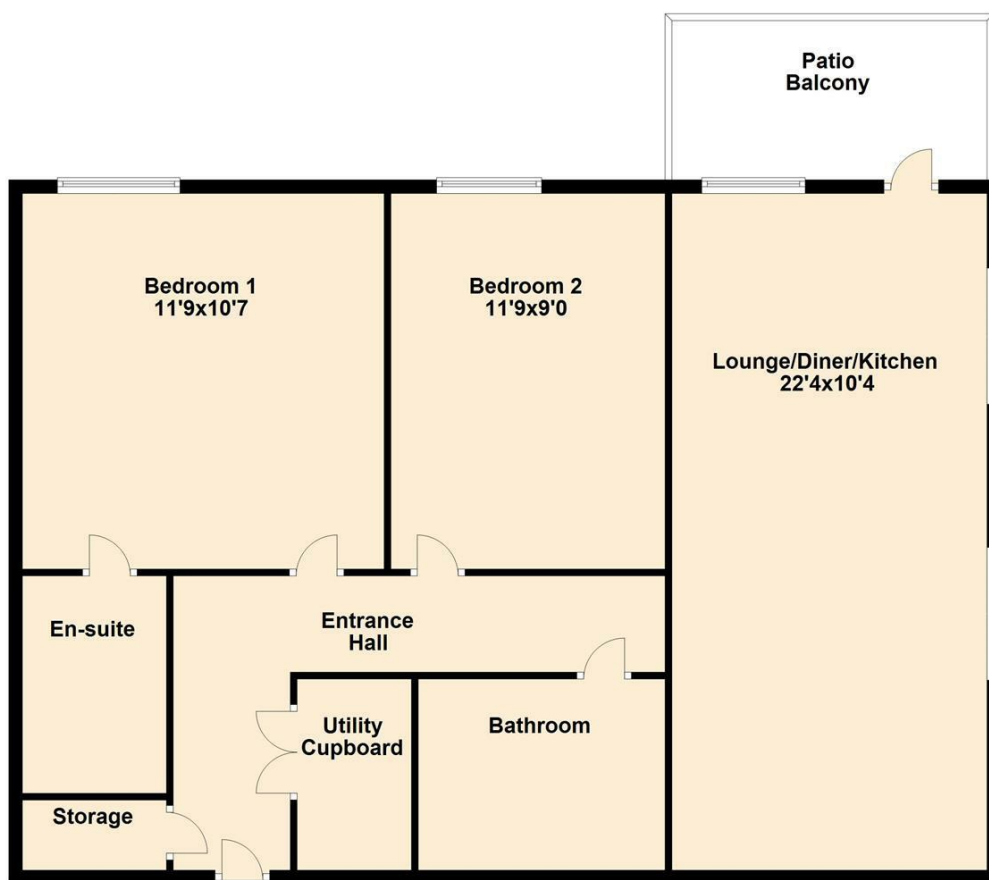 Patio
Balcony
Bedroom 1
11'9x10'7
Bedroom 2
11'9x9'0
Lounge/Diner/Kitchen
22'4x10'4
En-suite
Entrance
Hall
Utility
Cupboard
Bathroom
Storage